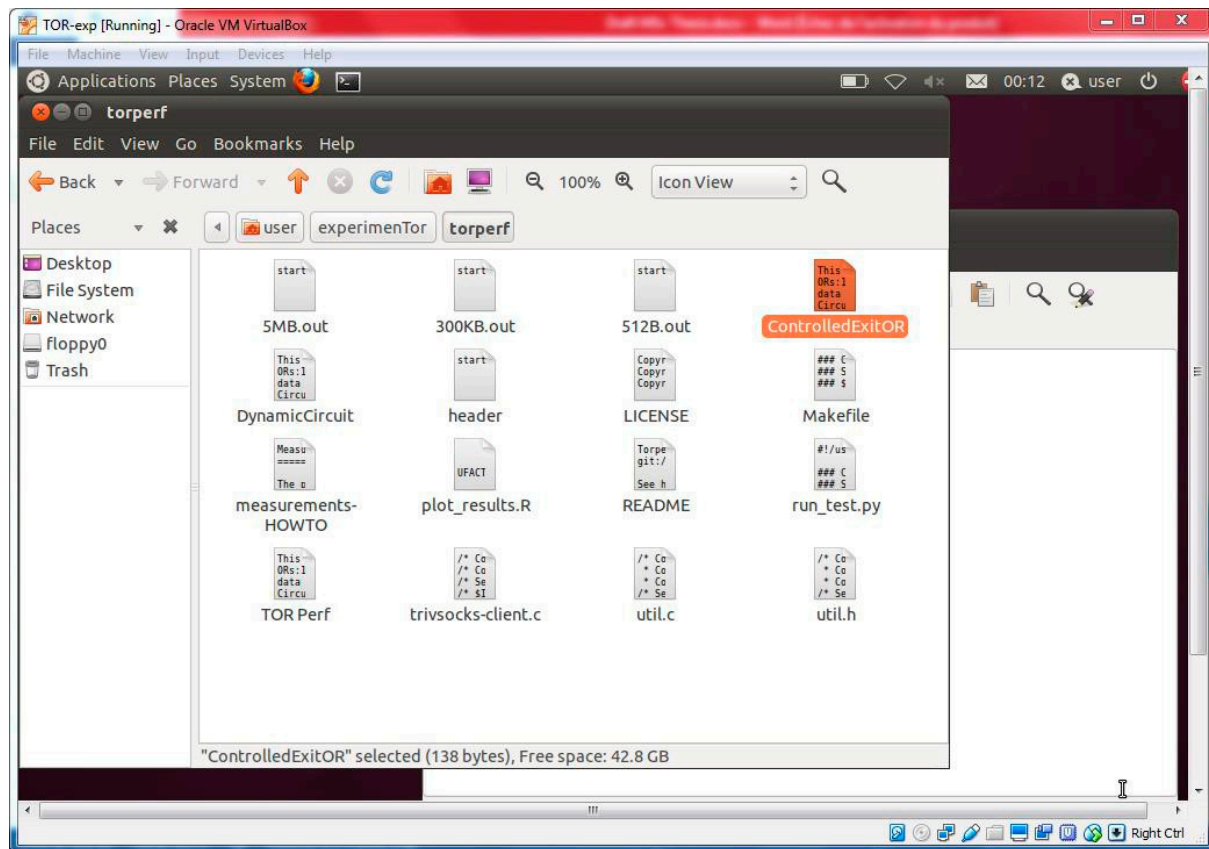 TOR-exp [Running] - Oracle VM VirtualBox
File Machine View Input Devices Help
Applications Places System
00:12 user
torperf
File Edit View Go Bookmarks Help
Back Forward 100% Icon View
Places user experimenTor torperf
Desktop
File System
Network
floppy0
Trash
start start start This
ORs:1
data
Circu
5MB.out 300KB.out 512B.out ControlledExitOR
This start Copyr ### C
ORs:1 Copyr ### S
data Copyr ### $
Circu
DynamicCircuit header LICENSE Makefile
Measu Torpe #!/us
===== UFACT git:/ ### C
The See h ### S
measurements-HOWTO plot_results.R README run_test.py
This /* Co /* Co /* Co
ORs:1 /* Co * Co * Co
data /* Se * Co * Co
Circu /* $I /* Se /* Se
TOR Perf trivsocks-client.c util.c util.h
"ControlledExitOR" selected (138 bytes), Free space: 42.8 GB
Right Ctrl